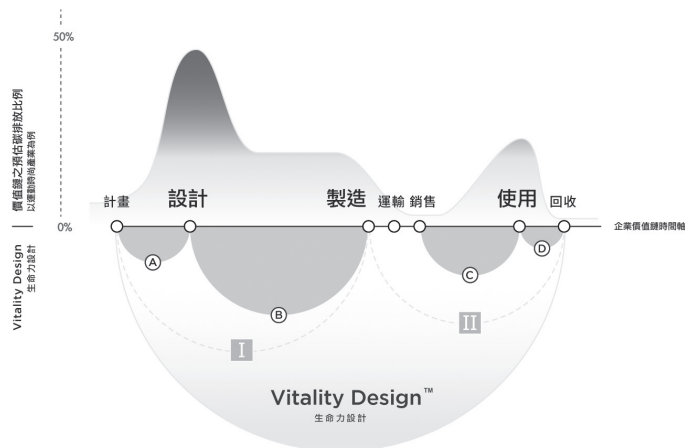 50%
價值鏈之預估碳排放比例
以運動時尚產業為例
計畫
設計
製造
運輸
銷售
使用
回收
0%
企業價值鏈時間軸
Vitality Design
生命力設計
A
B
C
D
I
II
Vitality Design™
生命力設計